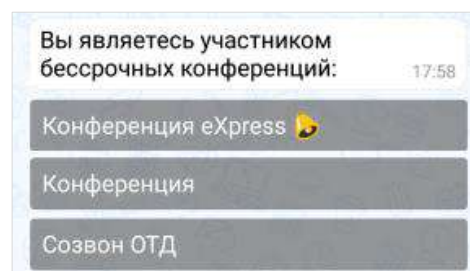 Вы являетесь участником
бессрочных конференций:
17:58
Конференция eXpress
Конференция
Созвон ОТД